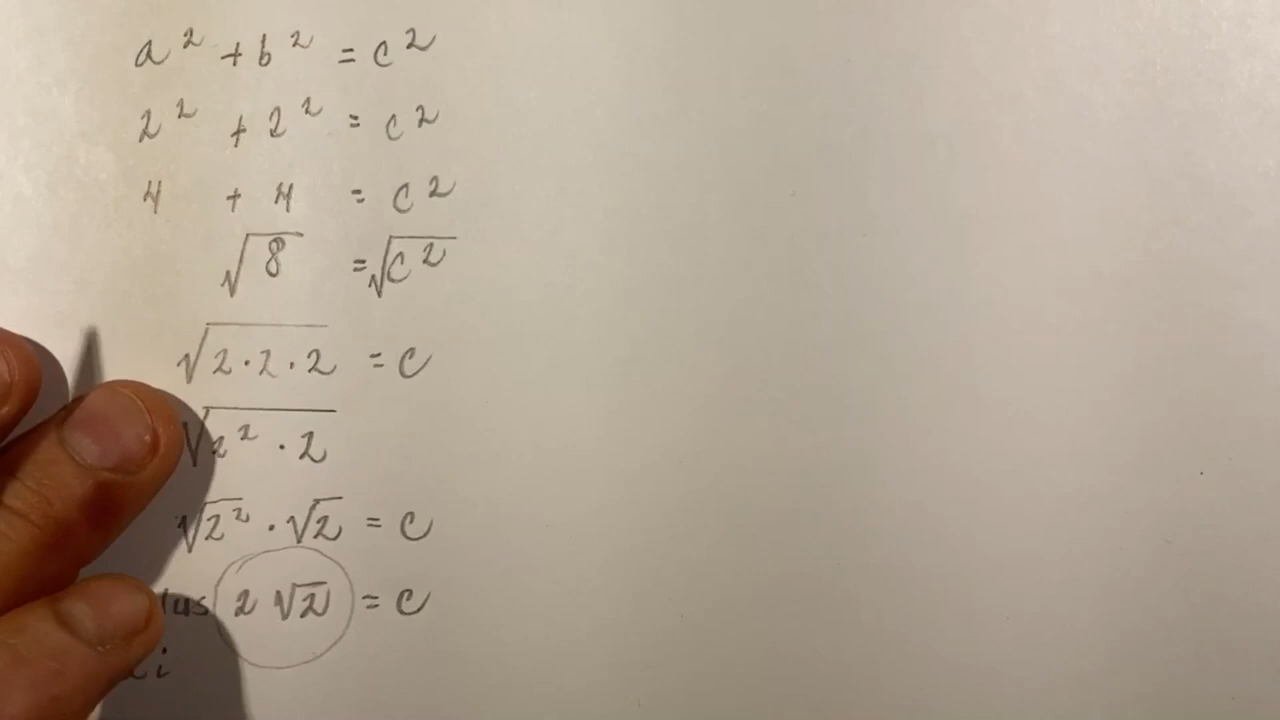 a² + b² = c²
2² + 2² = c²
4 + 4 = c²
√8 = √c²
√2·2·2 = c
√2² · 2
√2² · √2 = c
2 √2 = c